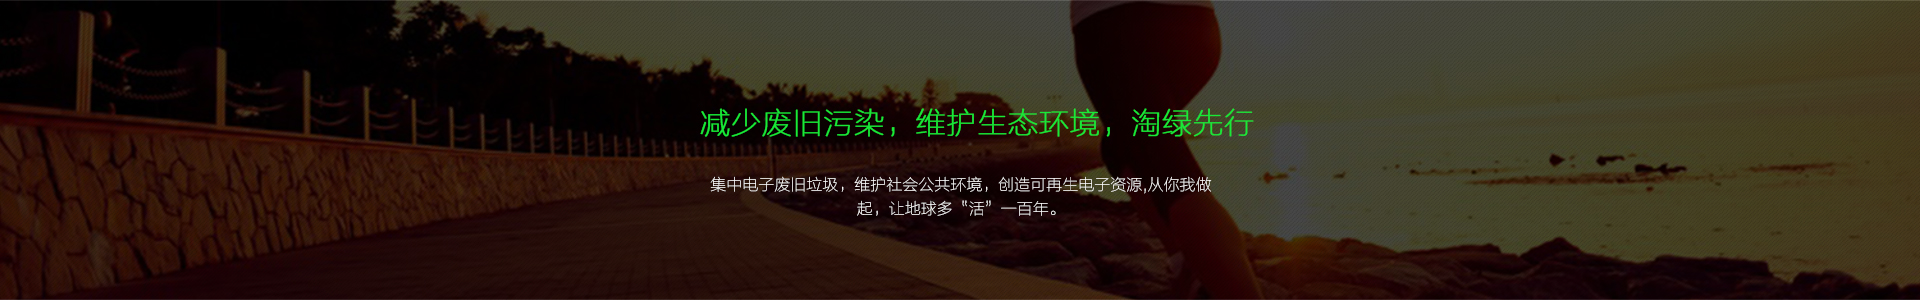 减少废旧污染，维护生态环境，淘绿先行
集中电子废旧垃圾，维护社会公共环境，创造可再生电子资源,从你我做
起，让地球多“活”一百年。